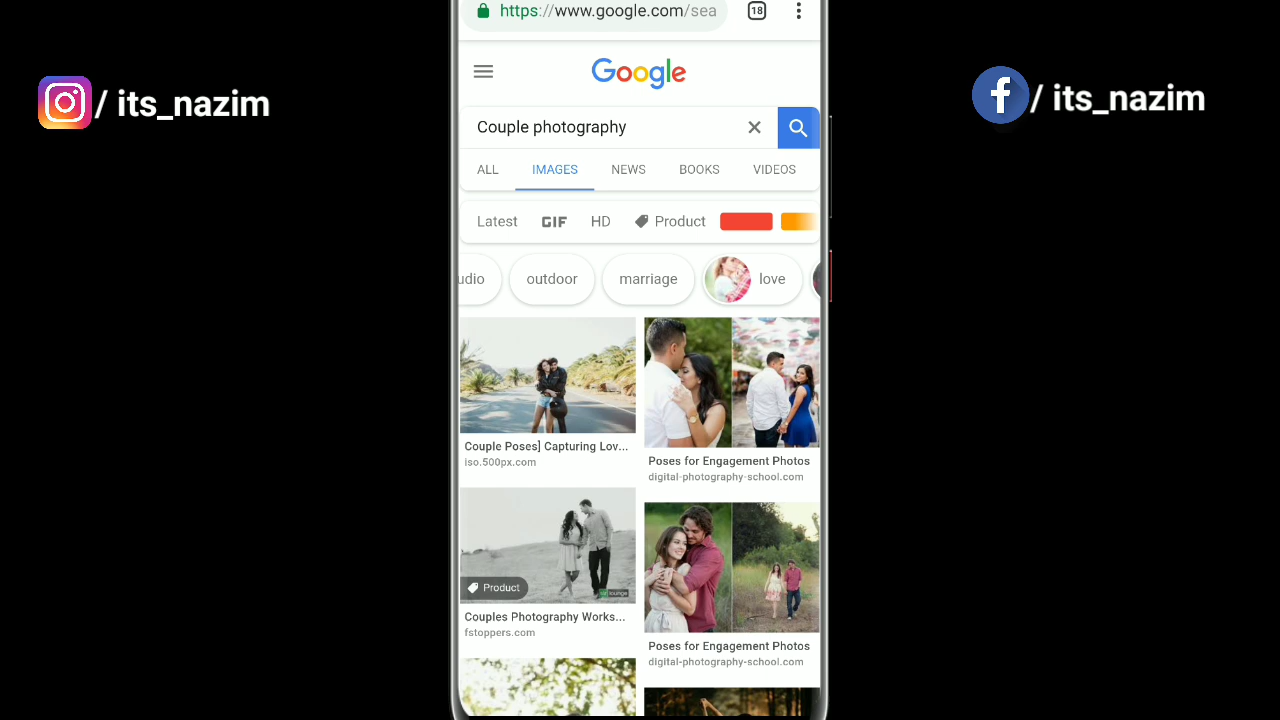 https://www.google.com/sea
18
/ its_nazim
/ its_nazim
Google
Couple photography
ALL IMAGES NEWS BOOKS VIDEOS
Latest GIF HD Product
udio outdoor marriage love
Couple Poses] Capturing Lov...
iso.500px.com
Poses for Engagement Photos
digital-photography-school.com
Product
Couples Photography Works...
fstoppers.com
Poses for Engagement Photos
digital-photography-school.com